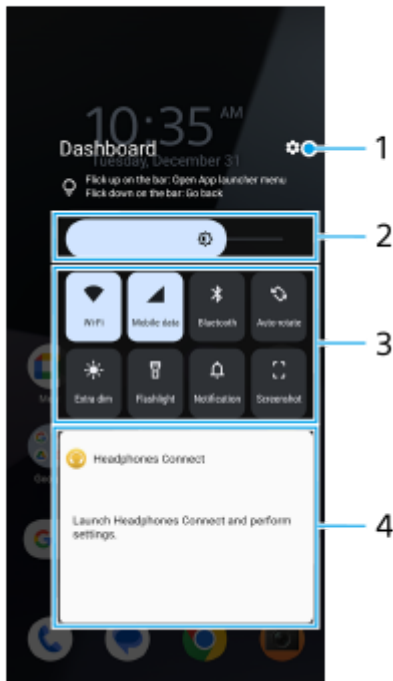 10:35 AM
Dashboard
1
Tuesday, December 31
Flick up on the bar: Open App launcher menu
Flick down on the bar: Go back
2
Wi-Fi
Mobile data
Bluetooth
Auto-rotate
3
Extra dim
Flashlight
Notification
Screenshot
Headphones Connect
Launch Headphones Connect and perform
settings.
4